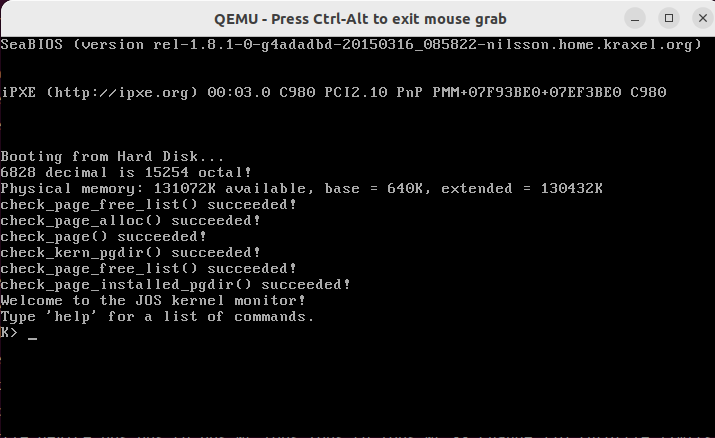 QEMU - Press Ctrl-Alt to exit mouse grab
SeaBIOS (version rel-1.8.1-0-g4adadbd-20150316_085822-nilsson.home.kraxel.org)
iPXE (http://ipxe.org) 00:03.0 C980 PCI2.10 PnP PMM+07F93BE0+07EF3BE0 C980
Booting from Hard Disk...
6828 decimal is 15254 octal!
Physical memory: 131072K available, base = 640K, extended = 130432K
check_page_free_list() succeeded!
check_page_alloc() succeeded!
check_page() succeeded!
check_kern_pgdir() succeeded!
check_page_free_list() succeeded!
check_page_installed_pgdir() succeeded!
Welcome to the JOS kernel monitor!
Type 'help' for a list of commands.
K> _